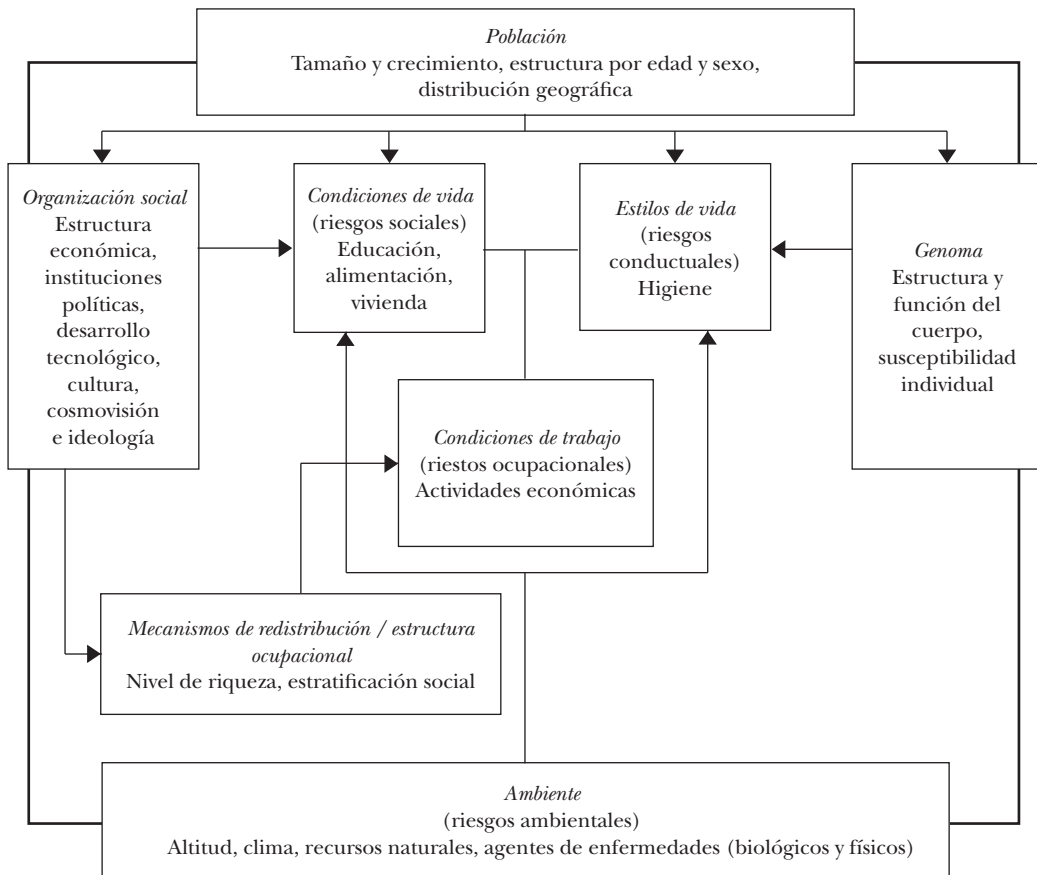 Población
Tamaño y crecimiento, estructura por edad y sexo,
distribución geográfica
Organización social
Estructura
económica,
instituciones
políticas,
desarrollo
tecnológico,
cultura,
cosmovisión
e ideología
Condiciones de vida
(riesgos sociales)
Educación,
alimentación,
vivienda
Estilos de vida
(riesgos
conductuales)
Higiene
Genoma
Estructura y
función del
cuerpo,
susceptibilidad
individual
Condiciones de trabajo
(riestos ocupacionales)
Actividades económicas
Mecanismos de redistribución / estructura
ocupacional
Nivel de riqueza, estratificación social
Ambiente
(riesgos ambientales)
Altitud, clima, recursos naturales, agentes de enfermedades (biológicos y físicos)